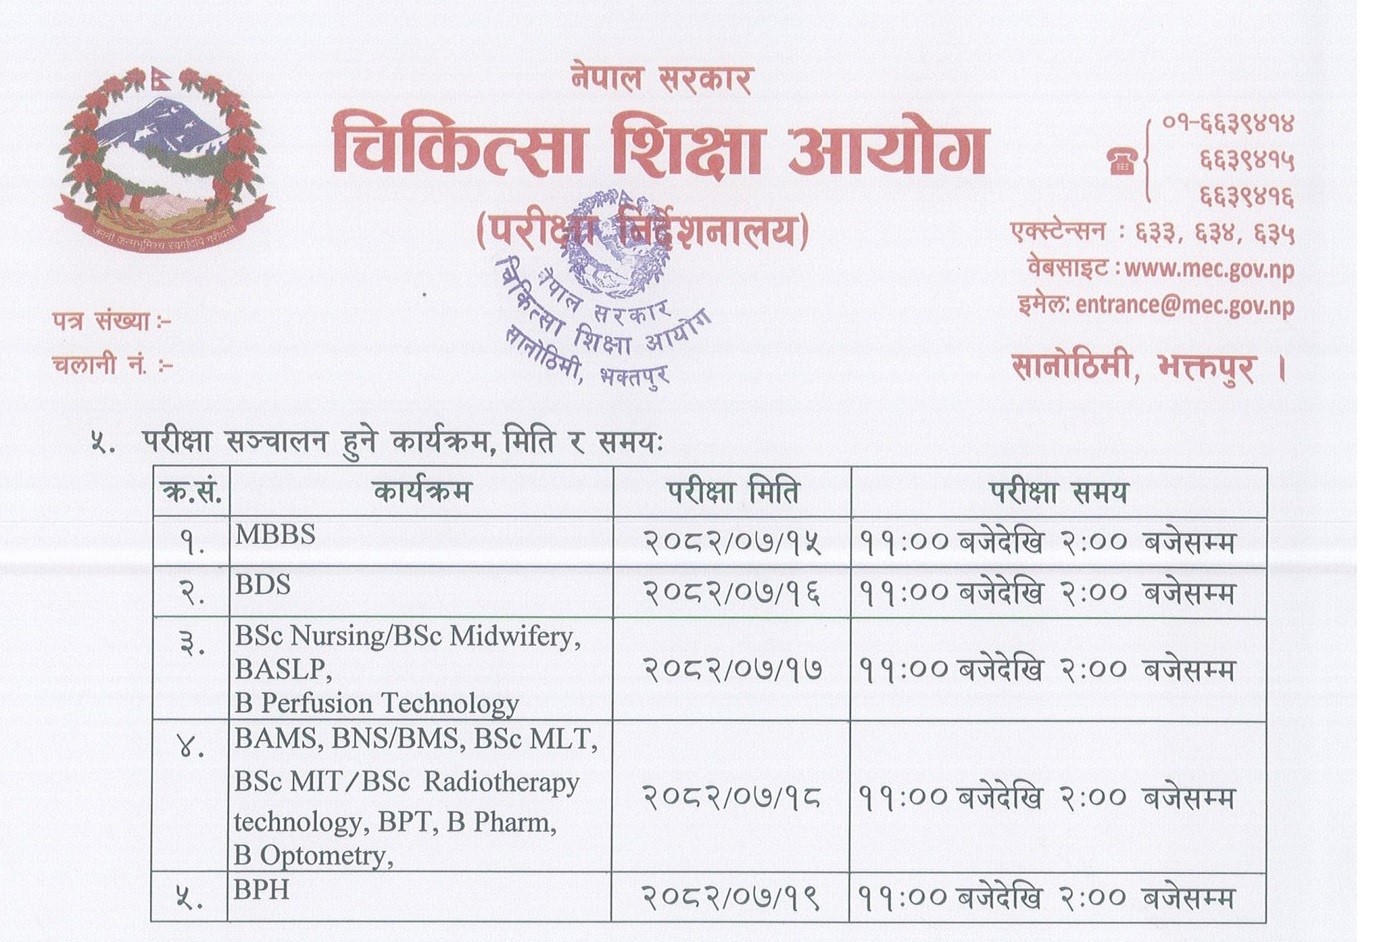 नेपाल सरकार
चिकित्सा शिक्षा आयोग
(परीक्षा निर्देशनालय)
०१-६६३९४१४
६६३९४१५
६६३९४१६
एक्स्टेन्सन : ६३३, ६३४, ६३५
वेबसाइट : www.mec.gov.np
इमेल: entrance@mec.gov.np
सानोठिमी, भक्तपुर ।
जननी जन्मभूमिश्च स्वर्गादपि गरीयसी
नेपाल सरकार
चिकित्सा शिक्षा आयोग
सानोठिमी, भक्तपुर
पत्र संख्या :-
चलानी नं. :-
५. परीक्षा सञ्चालन हुने कार्यक्रम, मिति र समयः
क्र.सं. कार्यक्रम परीक्षा मिति परीक्षा समय
१. MBBS २०८२/०७/१५ ११:०० बजेदेखि २:०० बजेसम्म
२. BDS २०८२/०७/१६ ११:०० बजेदेखि २:०० बजेसम्म
३. BSc Nursing/BSc Midwifery,
BASLP, २०८२/०७/१७ ११:०० बजेदेखि २:०० बजेसम्म
B Perfusion Technology
४. BAMS, BNS/BMS, BSc MLT,
BSc MIT/BSc Radiotherapy २०८२/०७/१८ ११:०० बजेदेखि २:०० बजेसम्म
technology, BPT, B Pharm,
B Optometry,
५. BPH २०८२/०७/१९ ११:०० बजेदेखि २:०० बजेसम्म